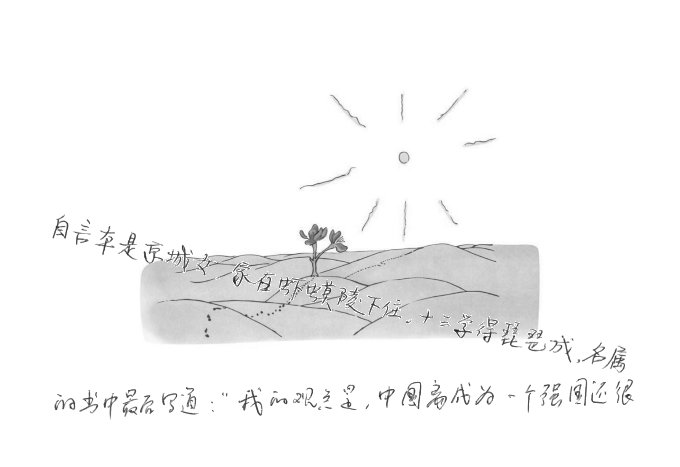 自言本是京城女,家在虾蟆陵下住。十三学得琵琶成,名属
的书中最后写道:“我的观点是,中国离成为一个强国还很